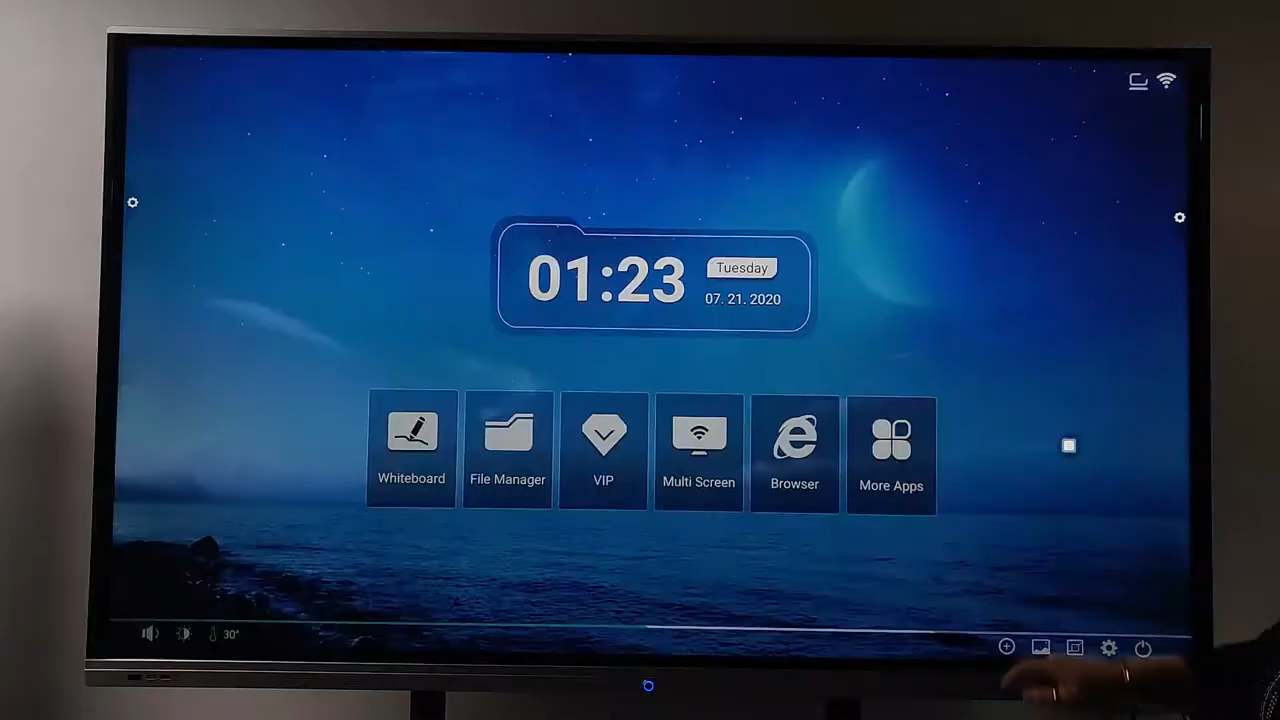 01:23
Tuesday
07. 21. 2020
Whiteboard
File Manager
VIP
Multi Screen
Browser
More Apps
30°